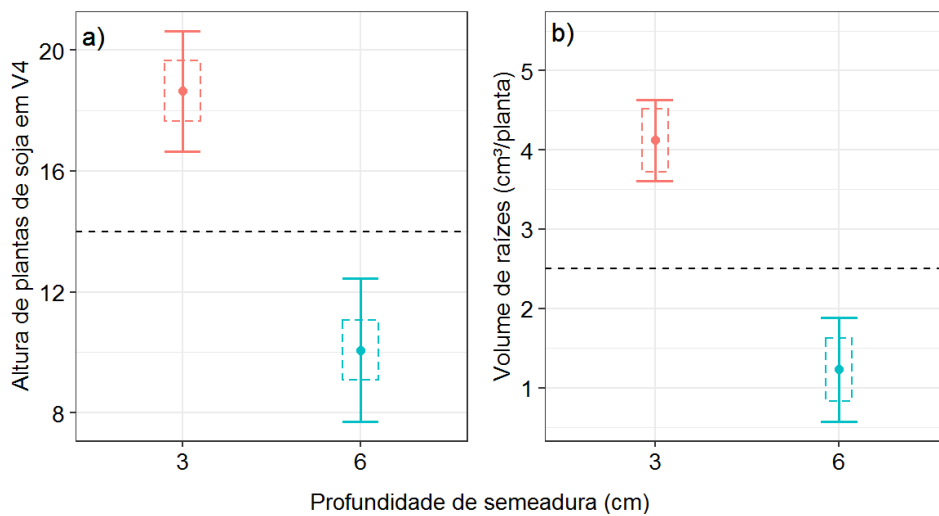 a)
Altura de plantas de soja em V4
20
16
12
8
3
6
b)
Volume de raízes (cm³/planta)
5
4
3
2
1
3
6
Profundidade de semeadura (cm)